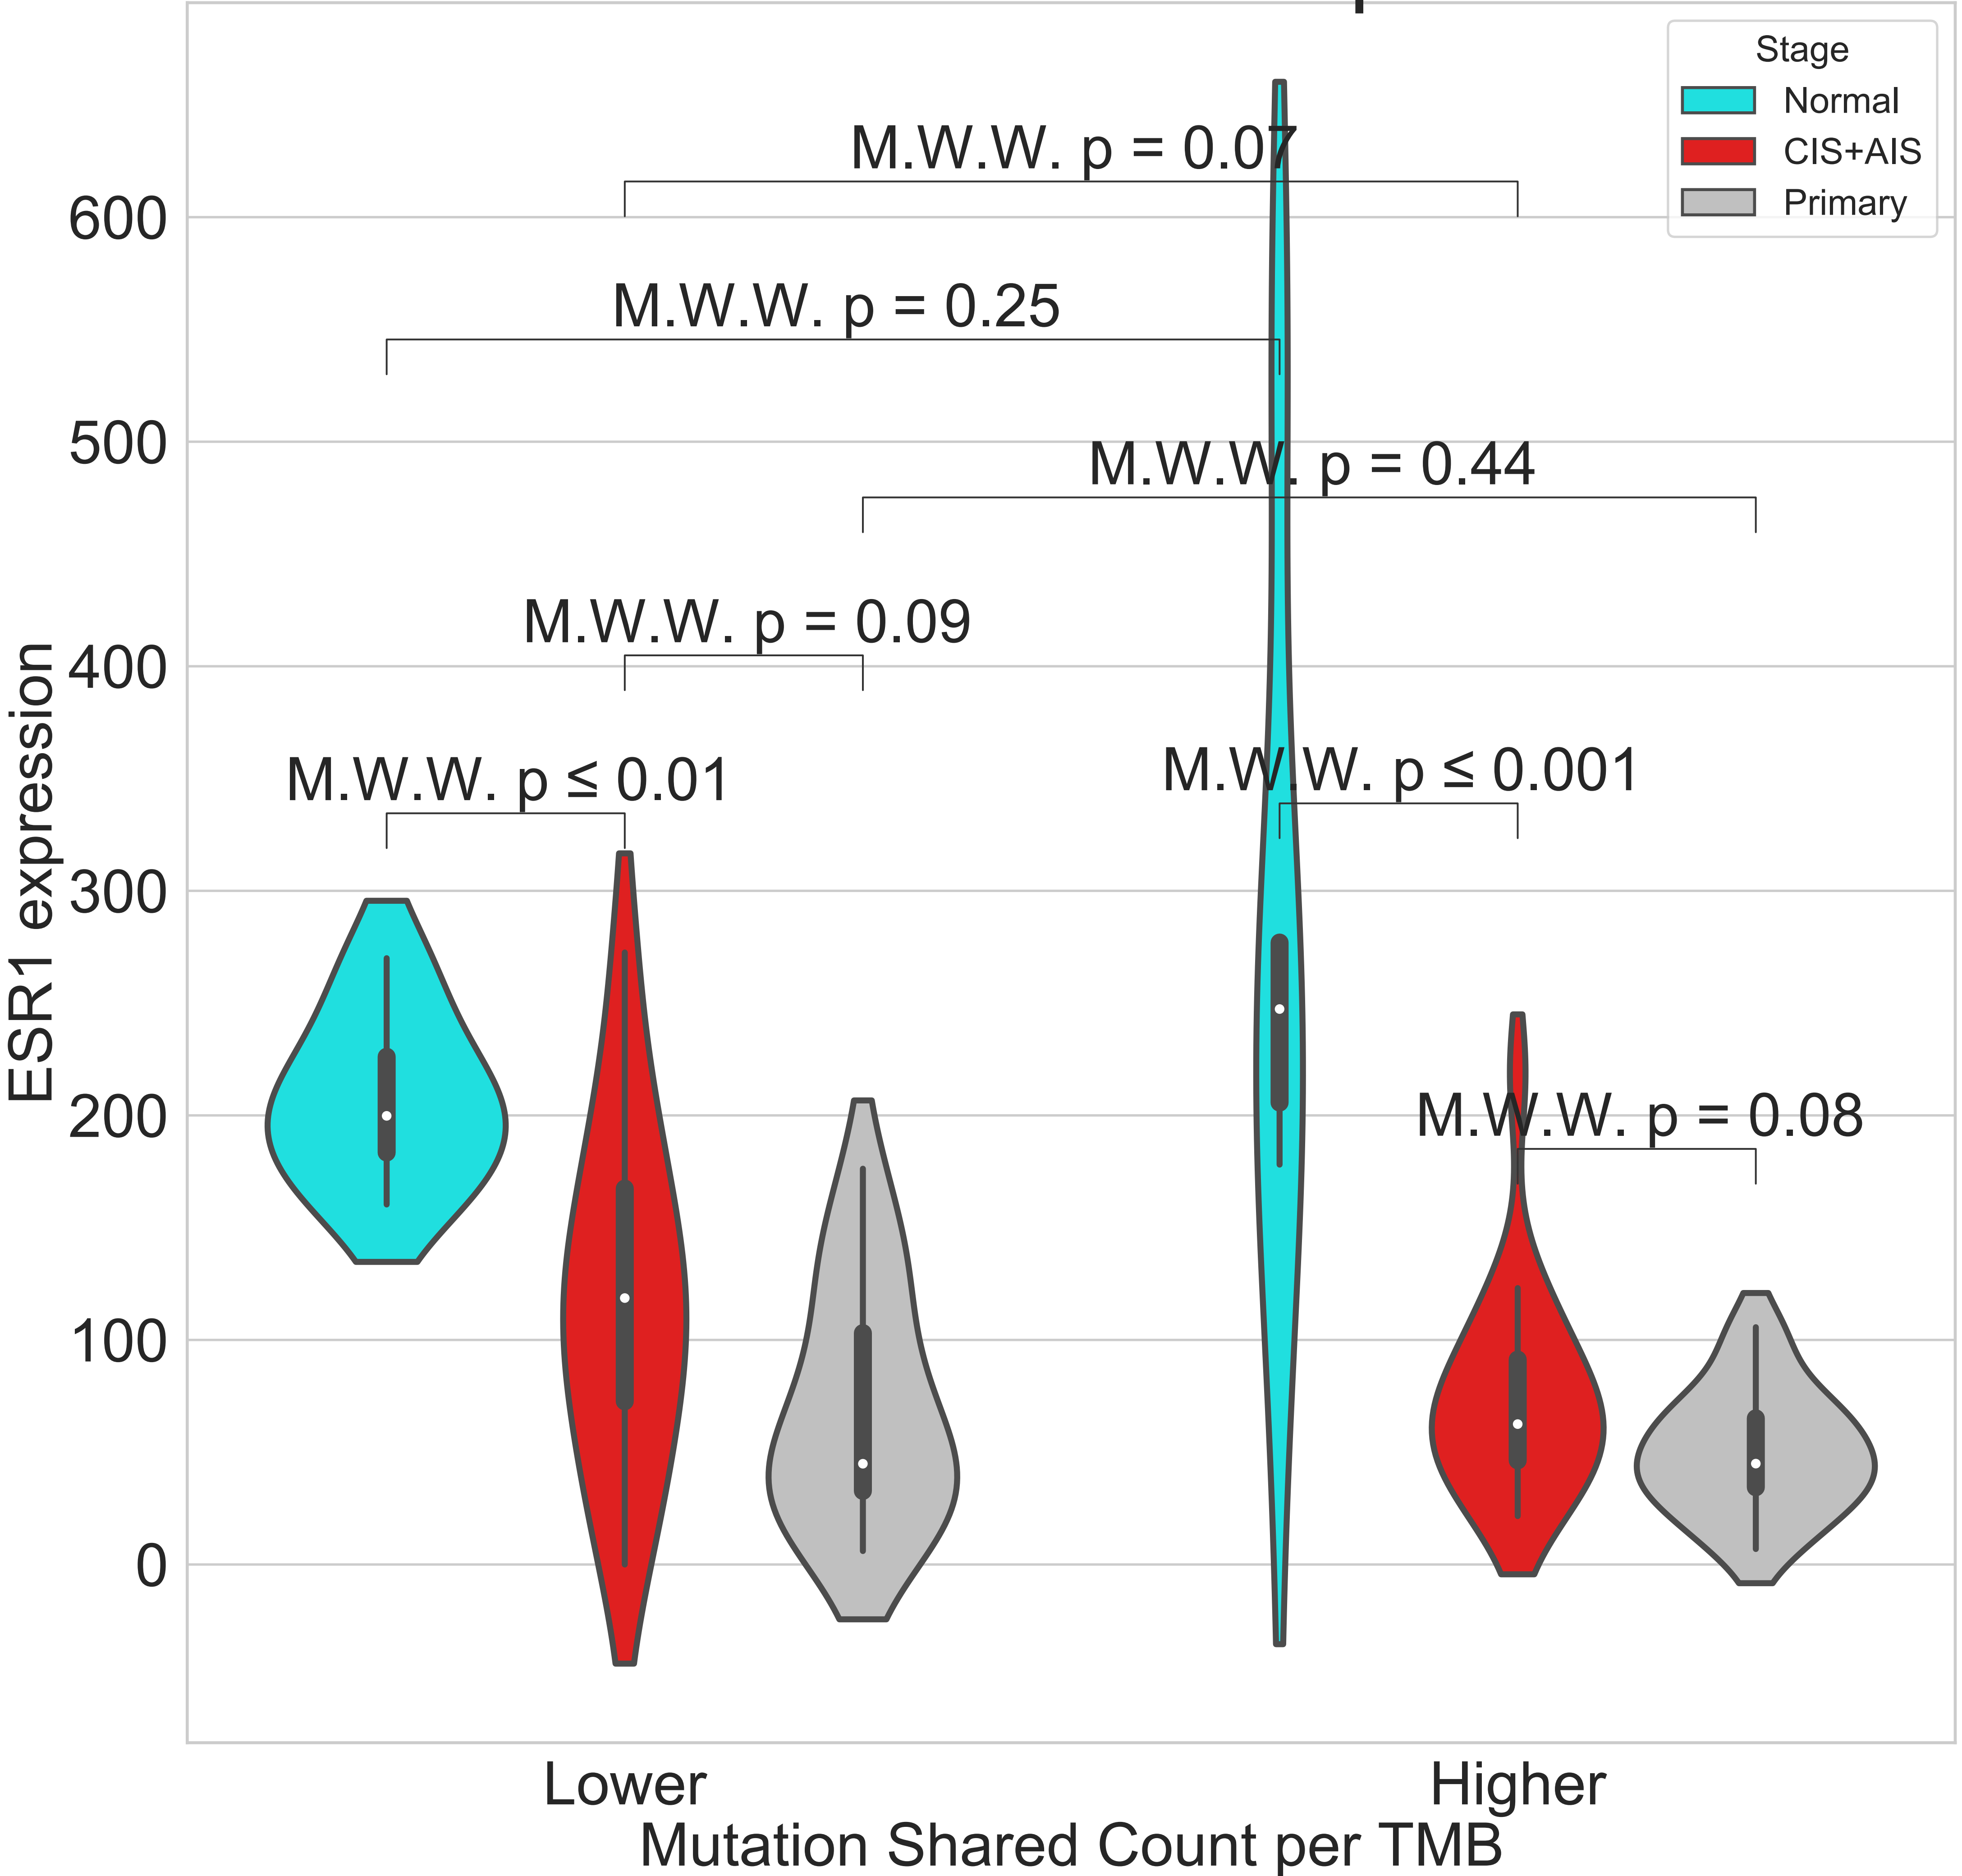 Stage
Normal
CIS+AIS
Primary
M.W.W. p = 0.07
600
M.W.W. p = 0.25
500
M.W.W. p = 0.44
400
M.W.W. p = 0.09
M.W.W. p ≤ 0.01
M.W.W. p ≤ 0.001
300
200
M.W.W. p = 0.08
100
0
ESR1 expression
Lower
Higher
Mutation Shared Count per TMB